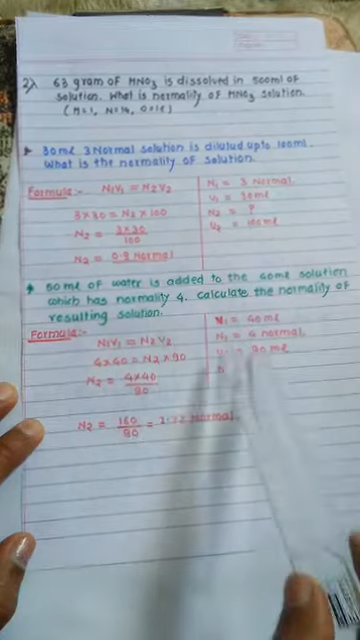 2) 63 gram of HNO3 is dissolved in 500ml of
solution. What is normality of HNO3 solution.
(H=1, N=14, O=16)
30ml 3 Normal solution is diluted upto 100ml.
What is the normality of solution.
Formula:- N1V1 = N2V2
3×30 = N2×100
N2 = 3×30/100
N2 = 0.9 Normal
N1 = 3 Normal
V1 = 30ml
N2 = ?
V2 = 100ml
50ml of water is added to the 40ml solution
which has normality 4. Calculate the normality of
resulting solution.
Formula:-
N1V1 = N2V2
4×40 = N2×90
N2 = 4×40/90
V1 = 40ml
N1 = 4 normal
90ml
N2 = 160/90 = 1.77 Normal